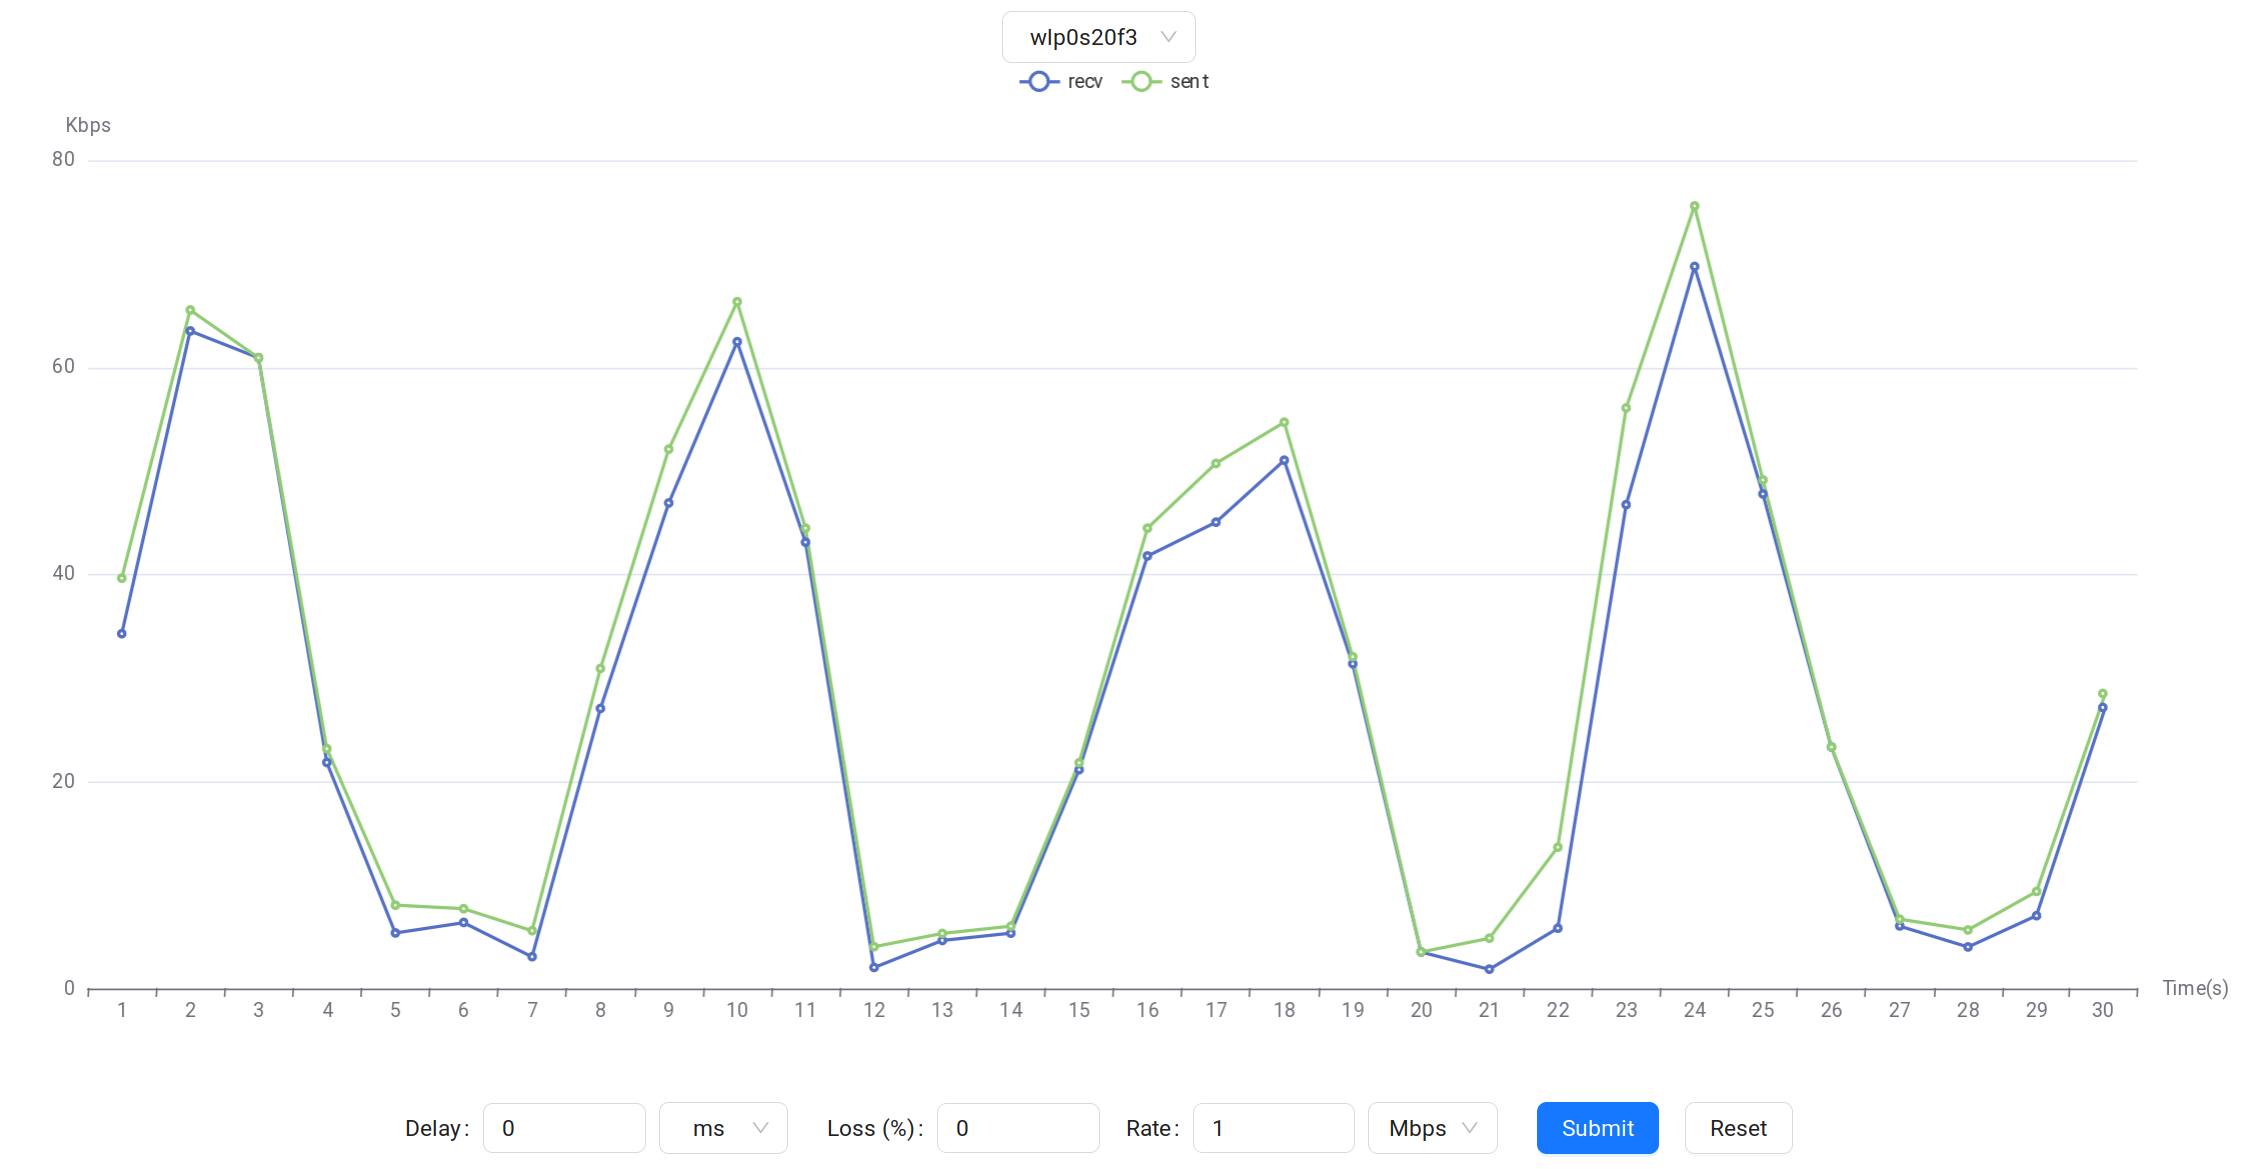 wlp0s20f3
recv sent
Kbps
80
60
40
20
0
Time(s)
1 2 3 4 5 6 7 8 9 10 11 12 13 14 15 16 17 18 19 20 21 22 23 24 25 26 27 28 29 30
Delay: 0 ms Loss (%): 0 Rate: 1 Mbps Submit Reset